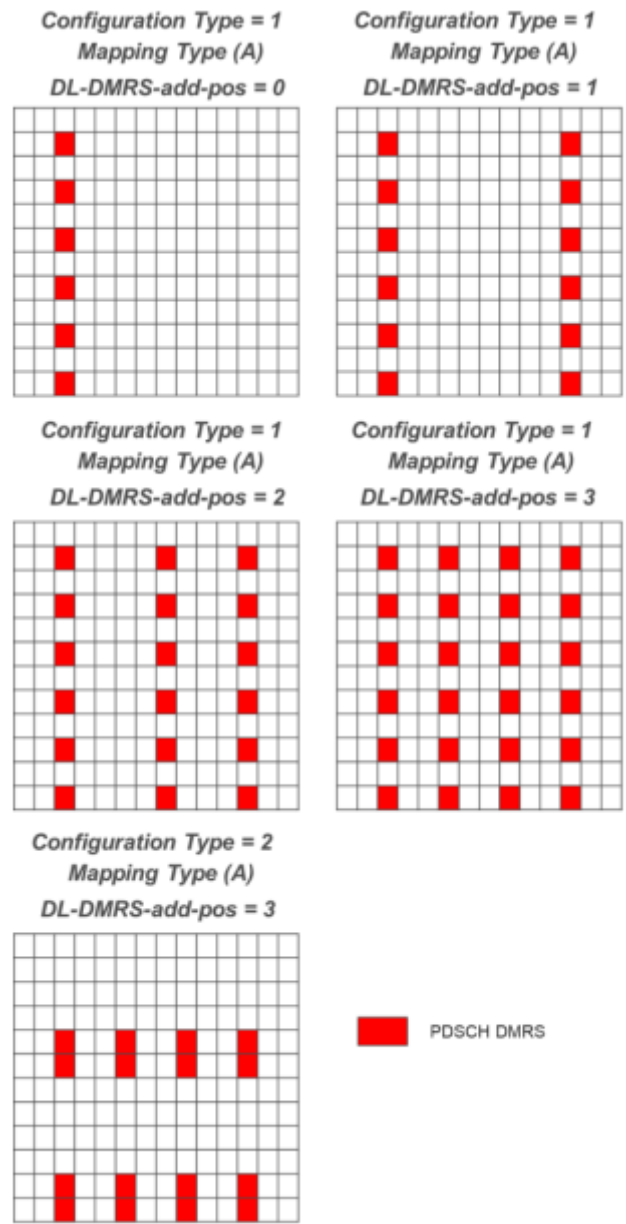 Configuration Type = 1
Mapping Type (A)
DL-DMRS-add-pos = 0
Configuration Type = 1
Mapping Type (A)
DL-DMRS-add-pos = 1
Configuration Type = 1
Mapping Type (A)
DL-DMRS-add-pos = 2
Configuration Type = 1
Mapping Type (A)
DL-DMRS-add-pos = 3
Configuration Type = 2
Mapping Type (A)
DL-DMRS-add-pos = 3
PDSCH DMRS